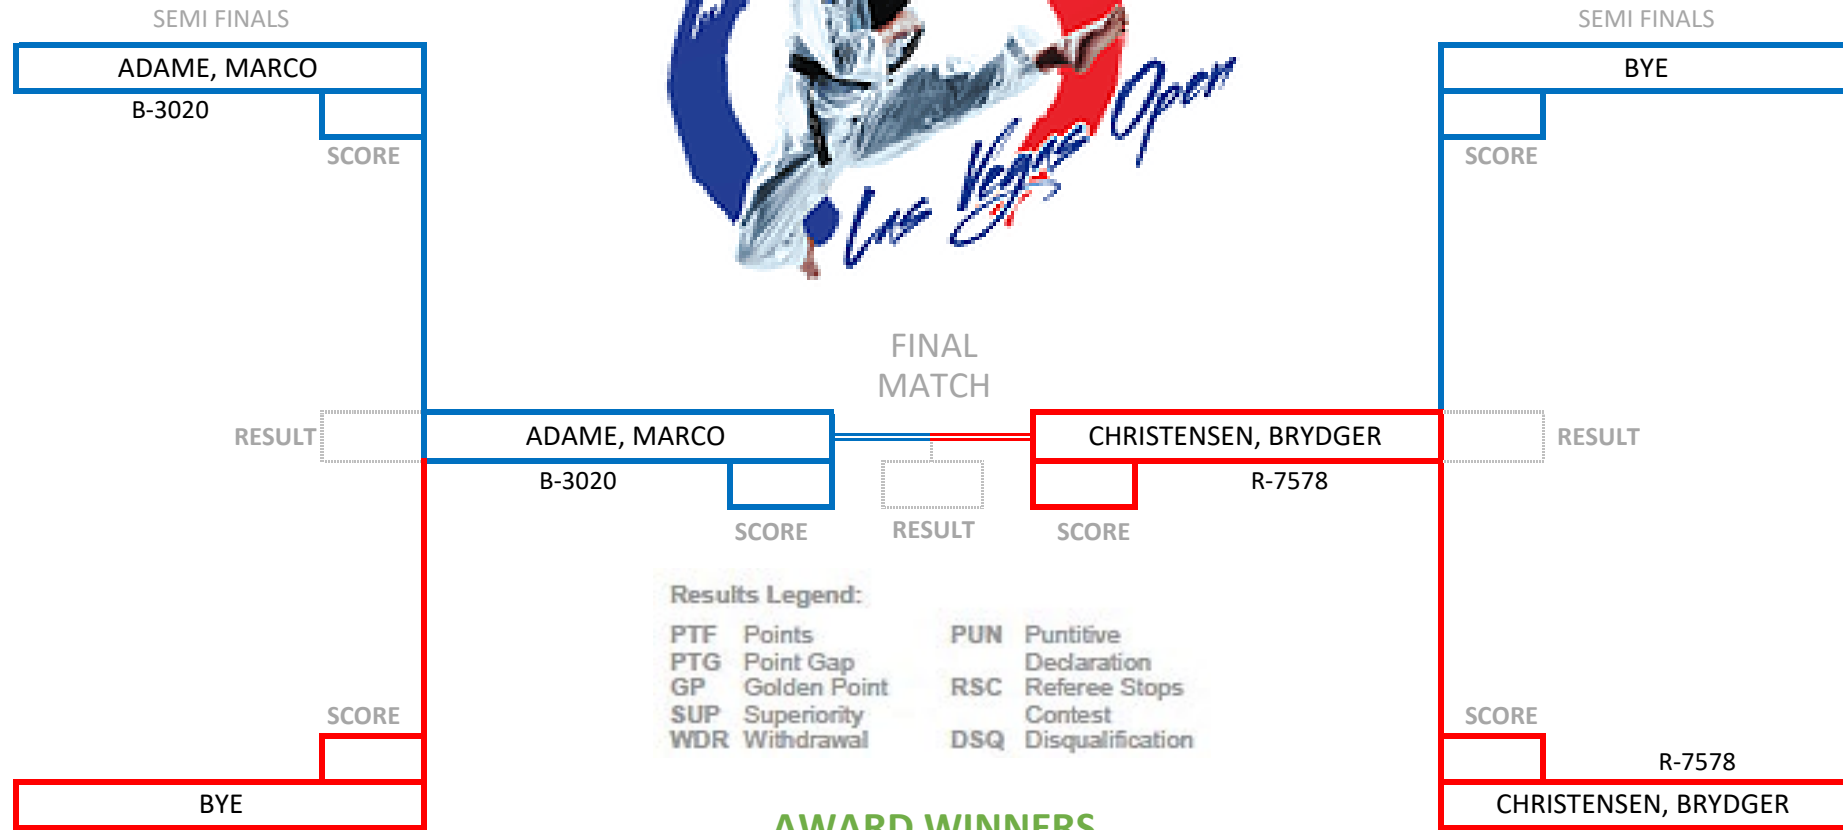 SEMI FINALS
SEMI FINALS
ADAME, MARCO
BYE
B-3020
SCORE
SCORE
Las Vegas Open
FINAL
MATCH
RESULT
ADAME, MARCO
CHRISTENSEN, BRYDGER
RESULT
B-3020
R-7578
SCORE
RESULT
SCORE
Results Legend:
PTF Points
PTG Point Gap
GP Golden Point
SUP Superiority
WDR Withdrawal
PUN Puntitive
Declaration
RSC Referee Stops
Contest
DSQ Disqualification
SCORE
SCORE
R-7578
BYE
CHRISTENSEN, BRYDGER
AWARD WINNERS